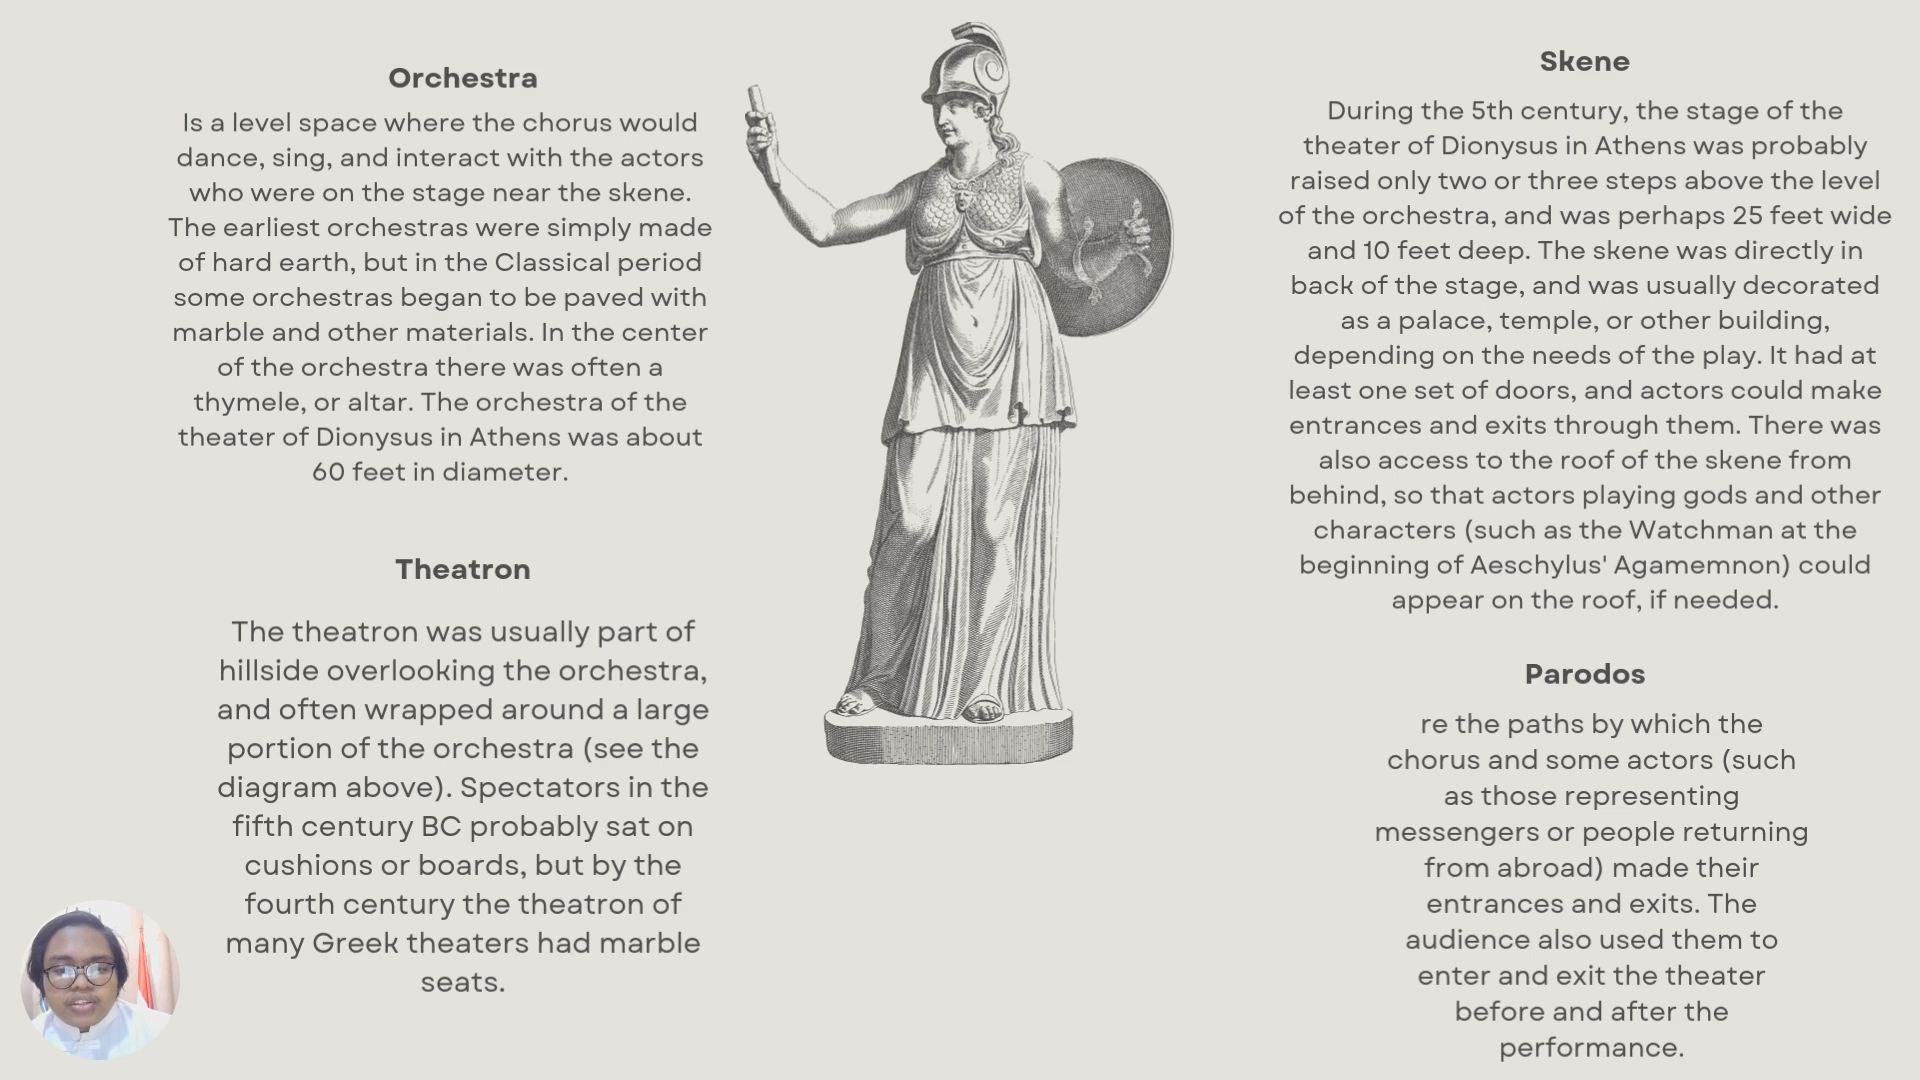 Orchestra
Is a level space where the chorus would
dance, sing, and interact with the actors
who were on the stage near the skene.
The earliest orchestras were simply made
of hard earth, but in the Classical period
some orchestras began to be paved with
marble and other materials. In the center
of the orchestra there was often a
thymele, or altar. The orchestra of the
theater of Dionysus in Athens was about
60 feet in diameter.
Theatron
The theatron was usually part of
hillside overlooking the orchestra,
and often wrapped around a large
portion of the orchestra (see the
diagram above). Spectators in the
fifth century BC probably sat on
cushions or boards, but by the
fourth century the theatron of
many Greek theaters had marble
seats.
Skene
During the 5th century, the stage of the
theater of Dionysus in Athens was probably
raised only two or three steps above the level
of the orchestra, and was perhaps 25 feet wide
and 10 feet deep. The skene was directly in
back of the stage, and was usually decorated
as a palace, temple, or other building,
depending on the needs of the play. It had at
least one set of doors, and actors could make
entrances and exits through them. There was
also access to the roof of the skene from
behind, so that actors playing gods and other
characters (such as the Watchman at the
beginning of Aeschylus' Agamemnon) could
appear on the roof, if needed.
Parodos
re the paths by which the
chorus and some actors (such
as those representing
messengers or people returning
from abroad) made their
entrances and exits. The
audience also used them to
enter and exit the theater
before and after the
performance.